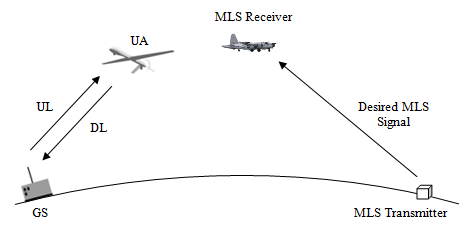 MLS Receiver
UA
UL
DL
Desired MLS
Signal
GS
MLS Transmitter